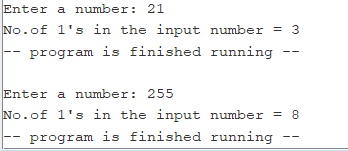 Enter a number: 21
No.of 1's in the input number = 3
-- program is finished running --
Enter a number: 255
No.of 1's in the input number = 8
-- program is finished running --